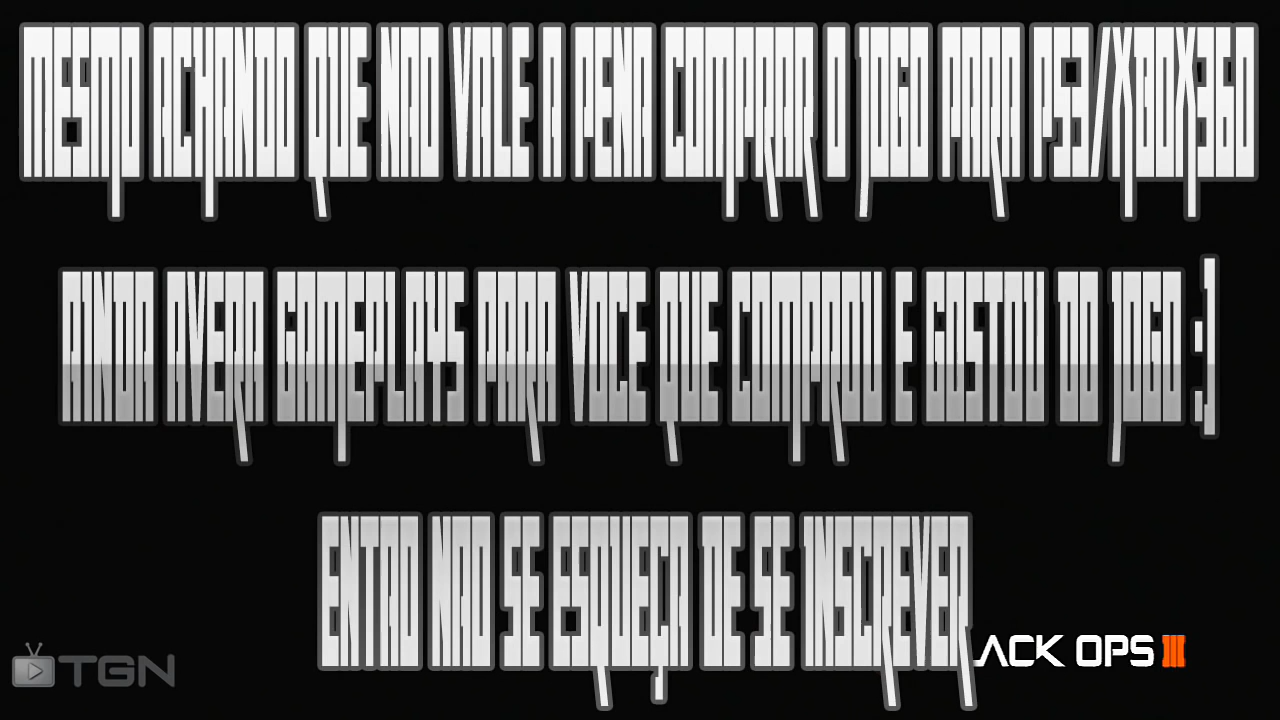 MESMO ACHANDO QUE NAO VALE A PENA COMPRAR O JOGO PARA PS3/XBOX360
AINDA AVERA GAMEPLAY4S PARA VOCE QUE COMPROU E GOSTOU DO JOGO :]
ENTAO NAO SE ESQUEÇA DE SE INSCREVER
ACK OPS III
TGN